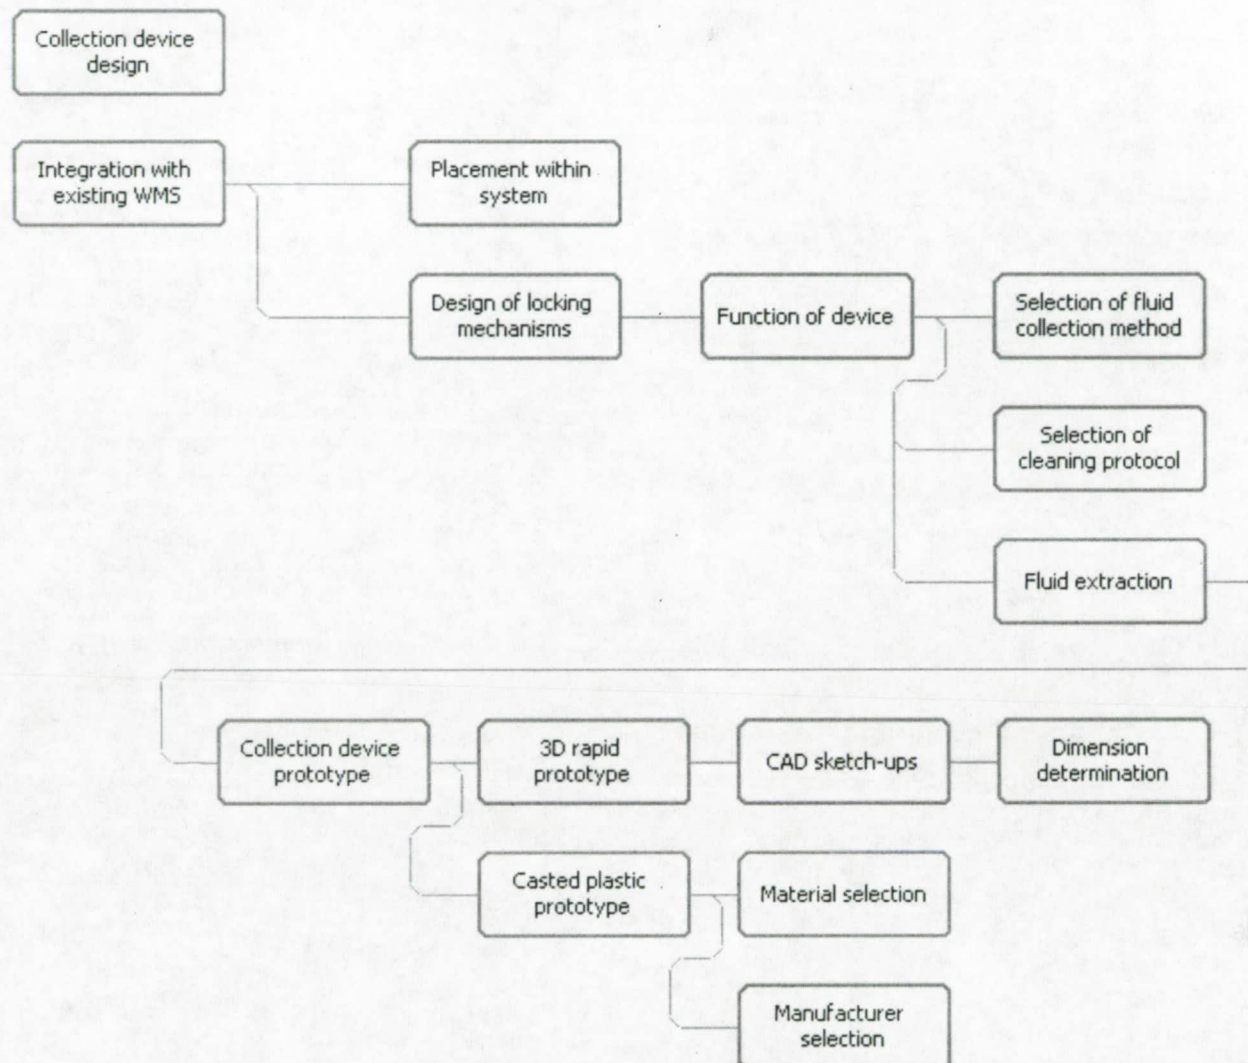 Collection device
design
Integration with
existing WMS
Placement within
system
Design of locking
mechanisms
Function of device
Selection of fluid
collection method
Selection of
cleaning protocol
Fluid extraction
Collection device
prototype
3D rapid
prototype
CAD sketch-ups
Dimension
determination
Casted plastic
prototype
Material selection
Manufacturer
selection